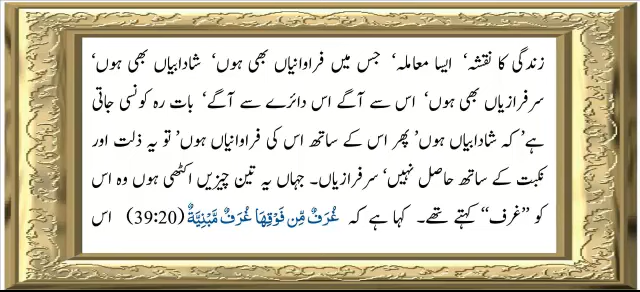 زندگی کا نقشہ‘ ایسا معاملہ‘ جس میں فراوانیاں بھی ہوں‘ شادابیاں بھی ہوں‘
سرفرازیاں بھی ہوں‘ اس سے آگے اس دائرے سے آگے‘ بات رہ کونسی جاتی
ہے’ کہ شادابیاں ہوں’ پھر اس کے ساتھ اس کی فراوانیاں ہوں’ تو یہ ذلت اور
نکبت کے ساتھ حاصل نہیں‘ سرفرازیاں۔ جہاں یہ تین چیزیں اکٹھی ہوں وہ اس
کو ’’غرف‘‘ کہتے تھے۔ کہا ہے کہ غُرَفٌ مِّن فَوْقِهَا غُرَفٌ مَّبْنِيَّةٌ (39:20) اس